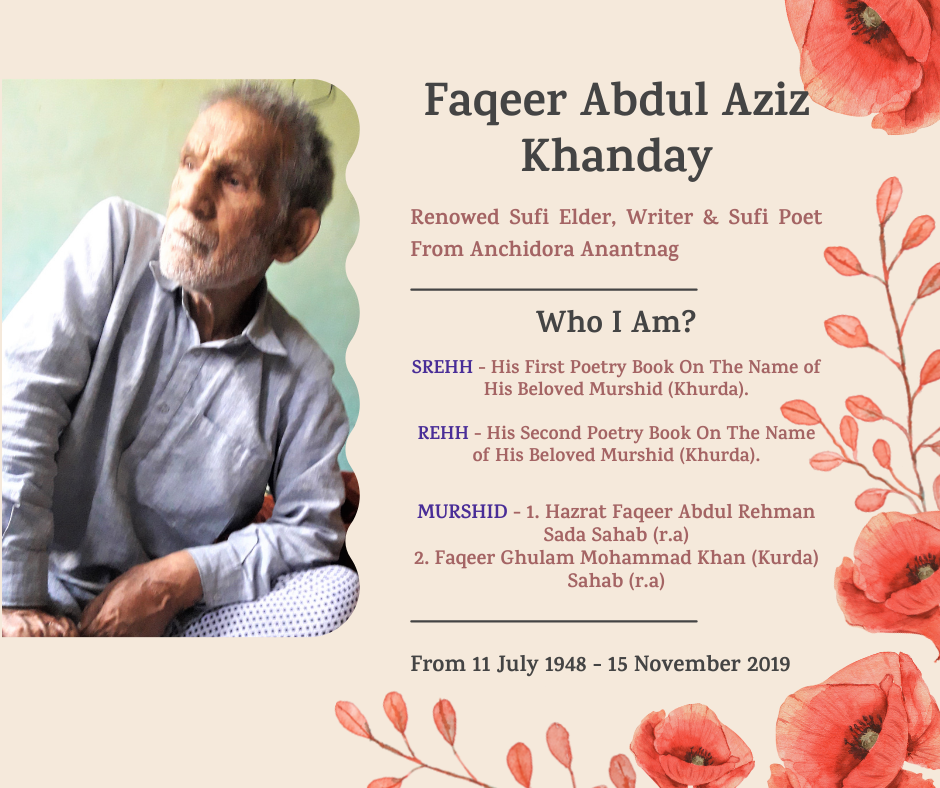 Faqeer Abdul Aziz
Khanday
Renowed Sufi Elder, Writer & Sufi Poet
From Anchidora Anantnag
Who I Am?
SREHH - His First Poetry Book On The Name of
His Beloved Murshid (Khurda).
REHH - His Second Poetry Book On The Name
of His Beloved Murshid (Khurda).
MURSHID - 1. Hazrat Faqeer Abdul Rehman
Sada Sahab (r.a)
2. Faqeer Ghulam Mohammad Khan (Kurda)
Sahab (r.a)
From 11 July 1948 - 15 November 2019